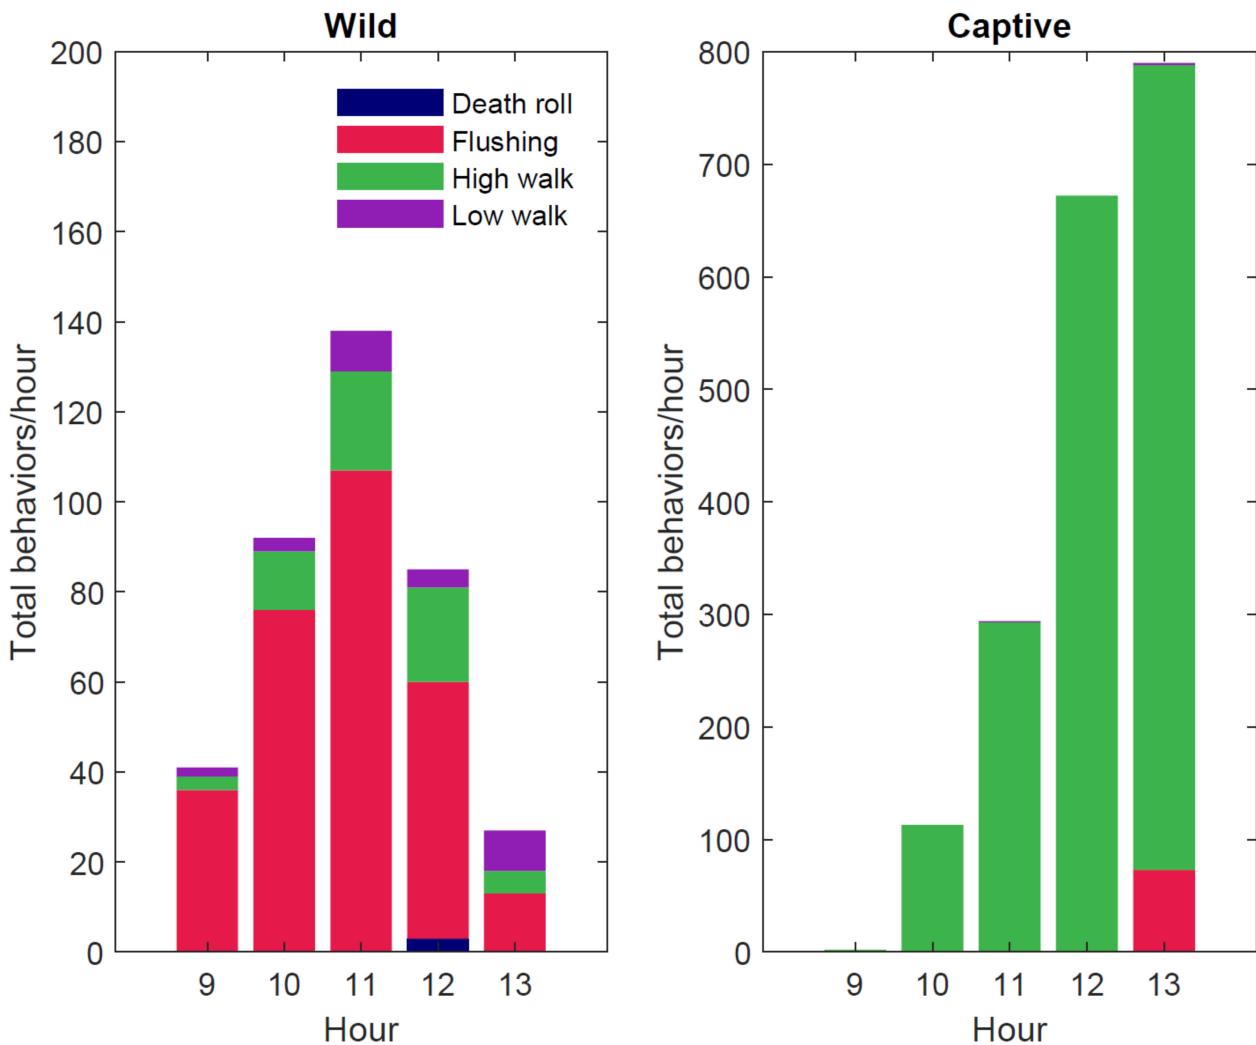 Wild
Captive
200
180
160
140
120
100
80
60
40
20
0
Total behaviors/hour
Death roll
Flushing
High walk
Low walk
9 10 11 12 13
Hour
800
700
600
500
400
300
200
100
0
Total behaviors/hour
9 10 11 12 13
Hour